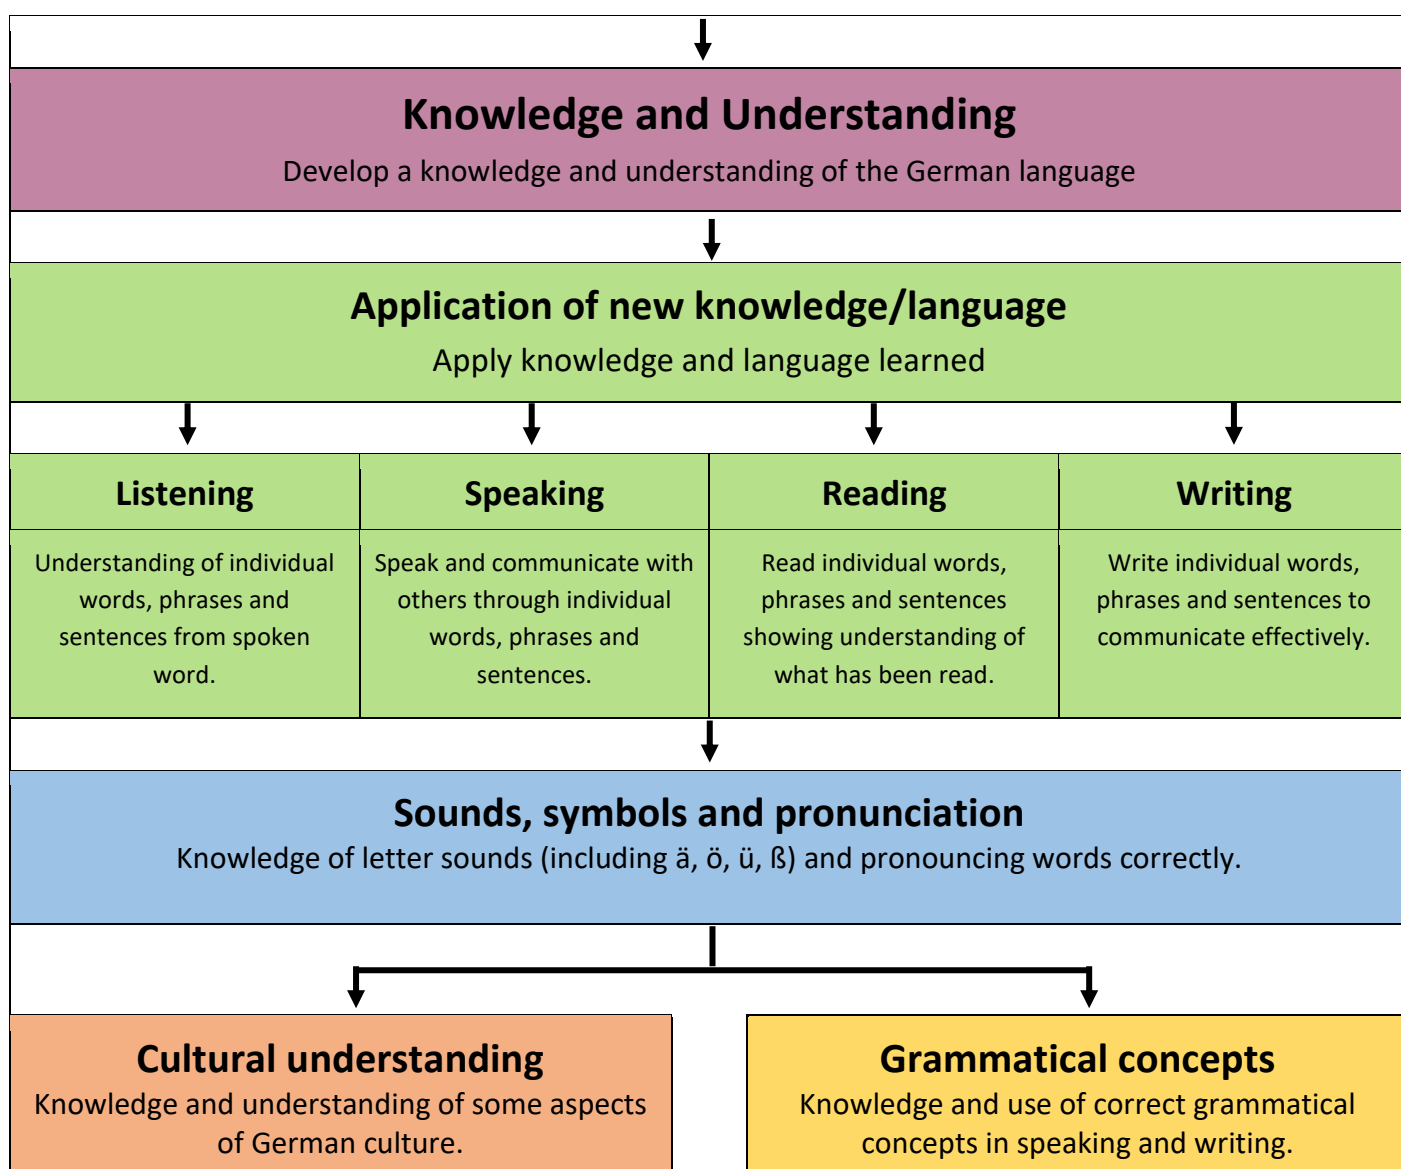 Knowledge and Understanding
Develop a knowledge and understanding of the German language
Application of new knowledge/language
Apply knowledge and language learned
Listening
Understanding of individual
words, phrases and
sentences from spoken
word.
Speaking
Speak and communicate with
others through individual
words, phrases and
sentences.
Reading
Read individual words,
phrases and sentences
showing understanding of
what has been read.
Writing
Write individual words,
phrases and sentences to
communicate effectively.
Sounds, symbols and pronunciation
Knowledge of letter sounds (including ä, ö, ü, ß) and pronouncing words correctly.
Cultural understanding
Knowledge and understanding of some aspects
of German culture.
Grammatical concepts
Knowledge and use of correct grammatical
concepts in speaking and writing.